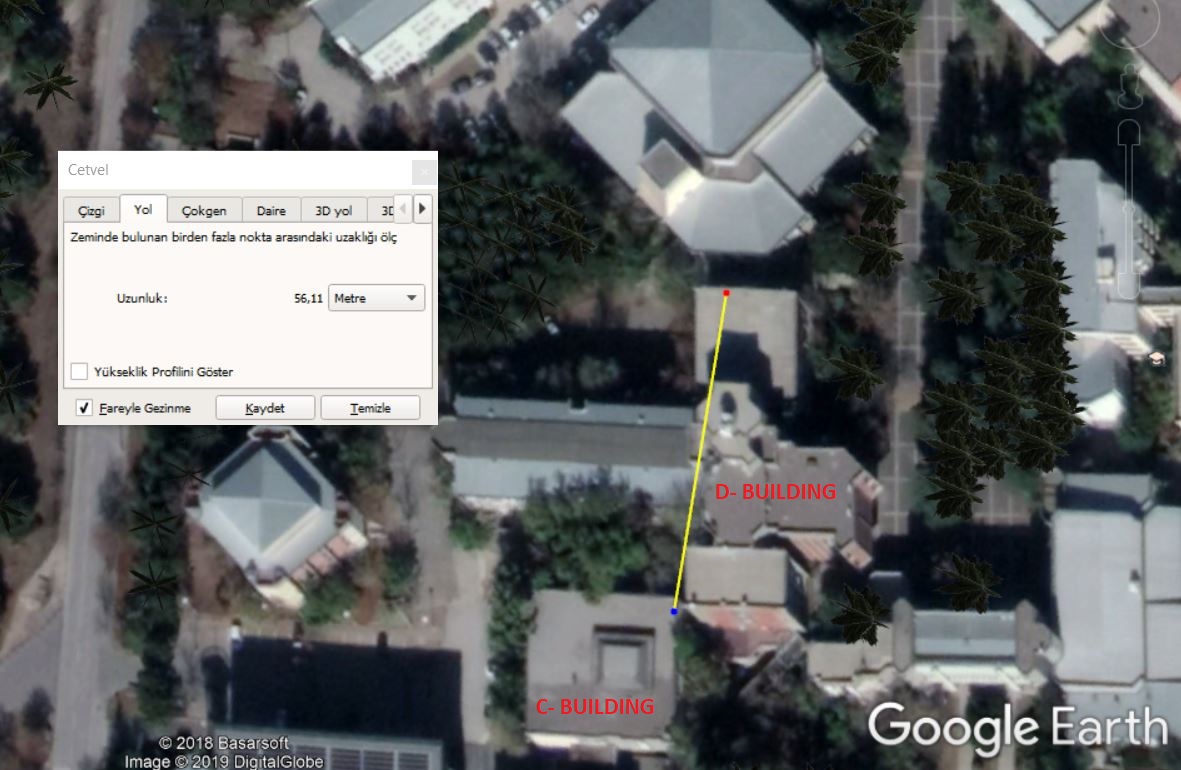 Cetvel
Çizgi Yol Çokgen Daire 3D yol 3D
Zeminde bulunan birden fazla nokta arasındaki uzaklığı ölç
Uzunluk: 56,11 Metre
Yükseklik Profilini Göster
Fareyle Gezinme Kaydet Temizle
D- BUILDING
C- BUILDING
Google Earth
© 2018 Basarsoft
Image © 2019 DigitalGlobe